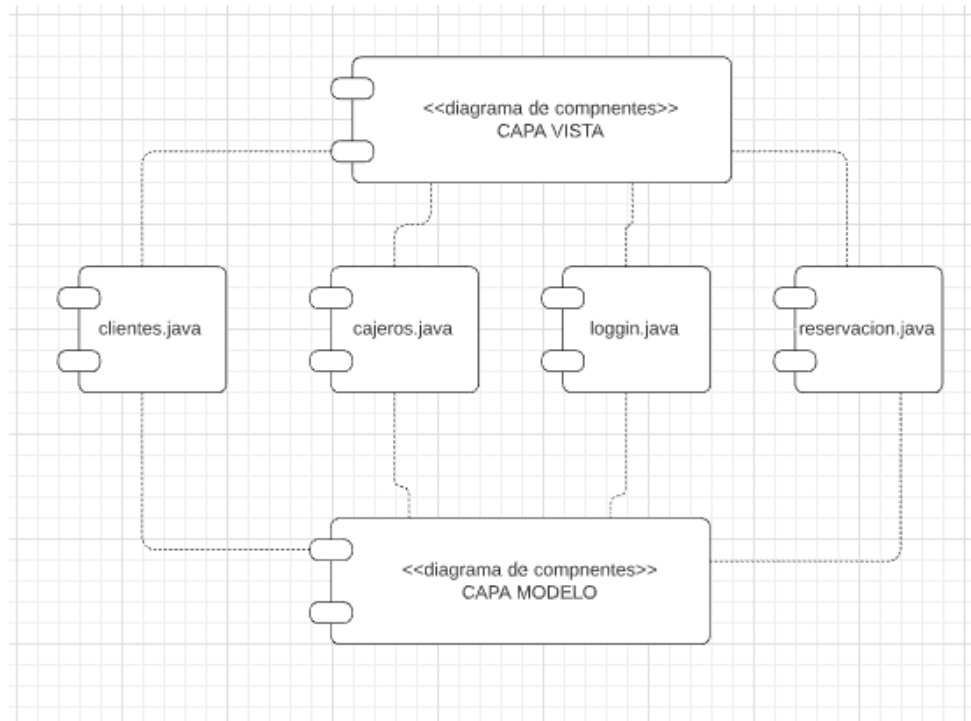 <<diagrama de compnentes>>
CAPA VISTA
clientes.java
cajeros.java
loggin.java
reservacion.java
<<diagrama de compnentes>>
CAPA MODELO